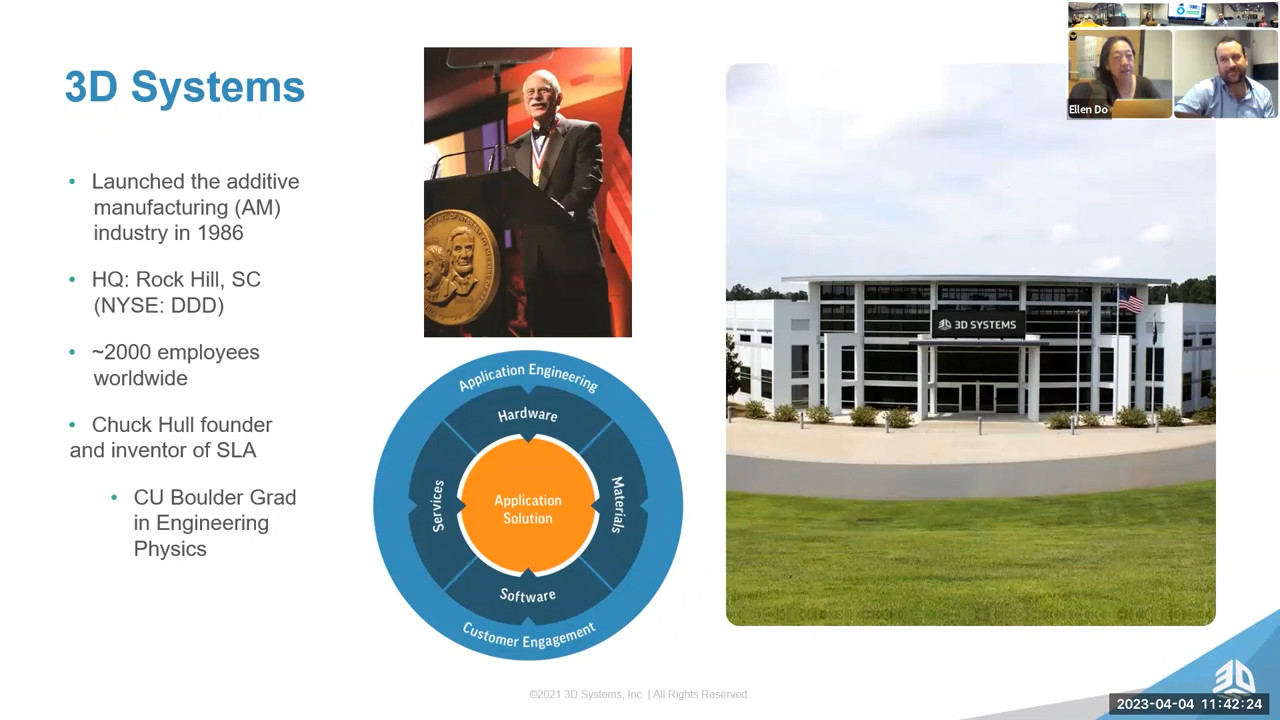 3D Systems
• Launched the additive
manufacturing (AM)
industry in 1986
• HQ: Rock Hill, SC
(NYSE: DDD)
• ~2000 employees
worldwide
• Chuck Hull founder
and inventor of SLA
• CU Boulder Grad
in Engineering
Physics
Application Engineering
Hardware
Services
Application
Solution
Materials
Software
Customer Engagement
3D SYSTEMS
Ellen Do
©2021 3D Systems, Inc. | All Rights Reserved.
3D
2023-04-04 11:42:24